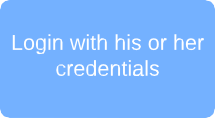 Login with his or her
credentials